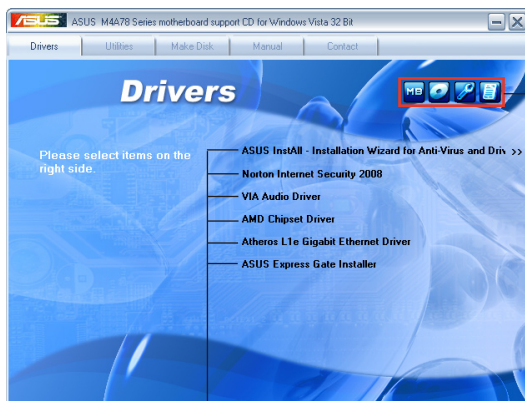 ASUS M4A78 Series motherboard support CD for Windows Vista 32 Bit
Drivers Utilities Make Disk Manual Contact
Drivers
MB
Please select items on the
right side.
ASUS InstAll - Installation Wizard for Anti-Virus and Driv >>
Norton Internet Security 2008
VIA Audio Driver
AMD Chipset Driver
Atheros L1e Gigabit Ethernet Driver
ASUS Express Gate Installer